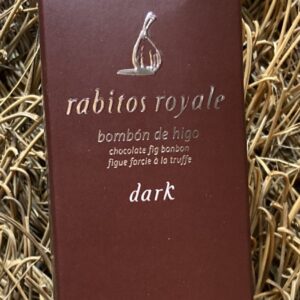 rabitos royale
bombón de higo
chocolate fig bonbon
figue farcie à la truffe
dark